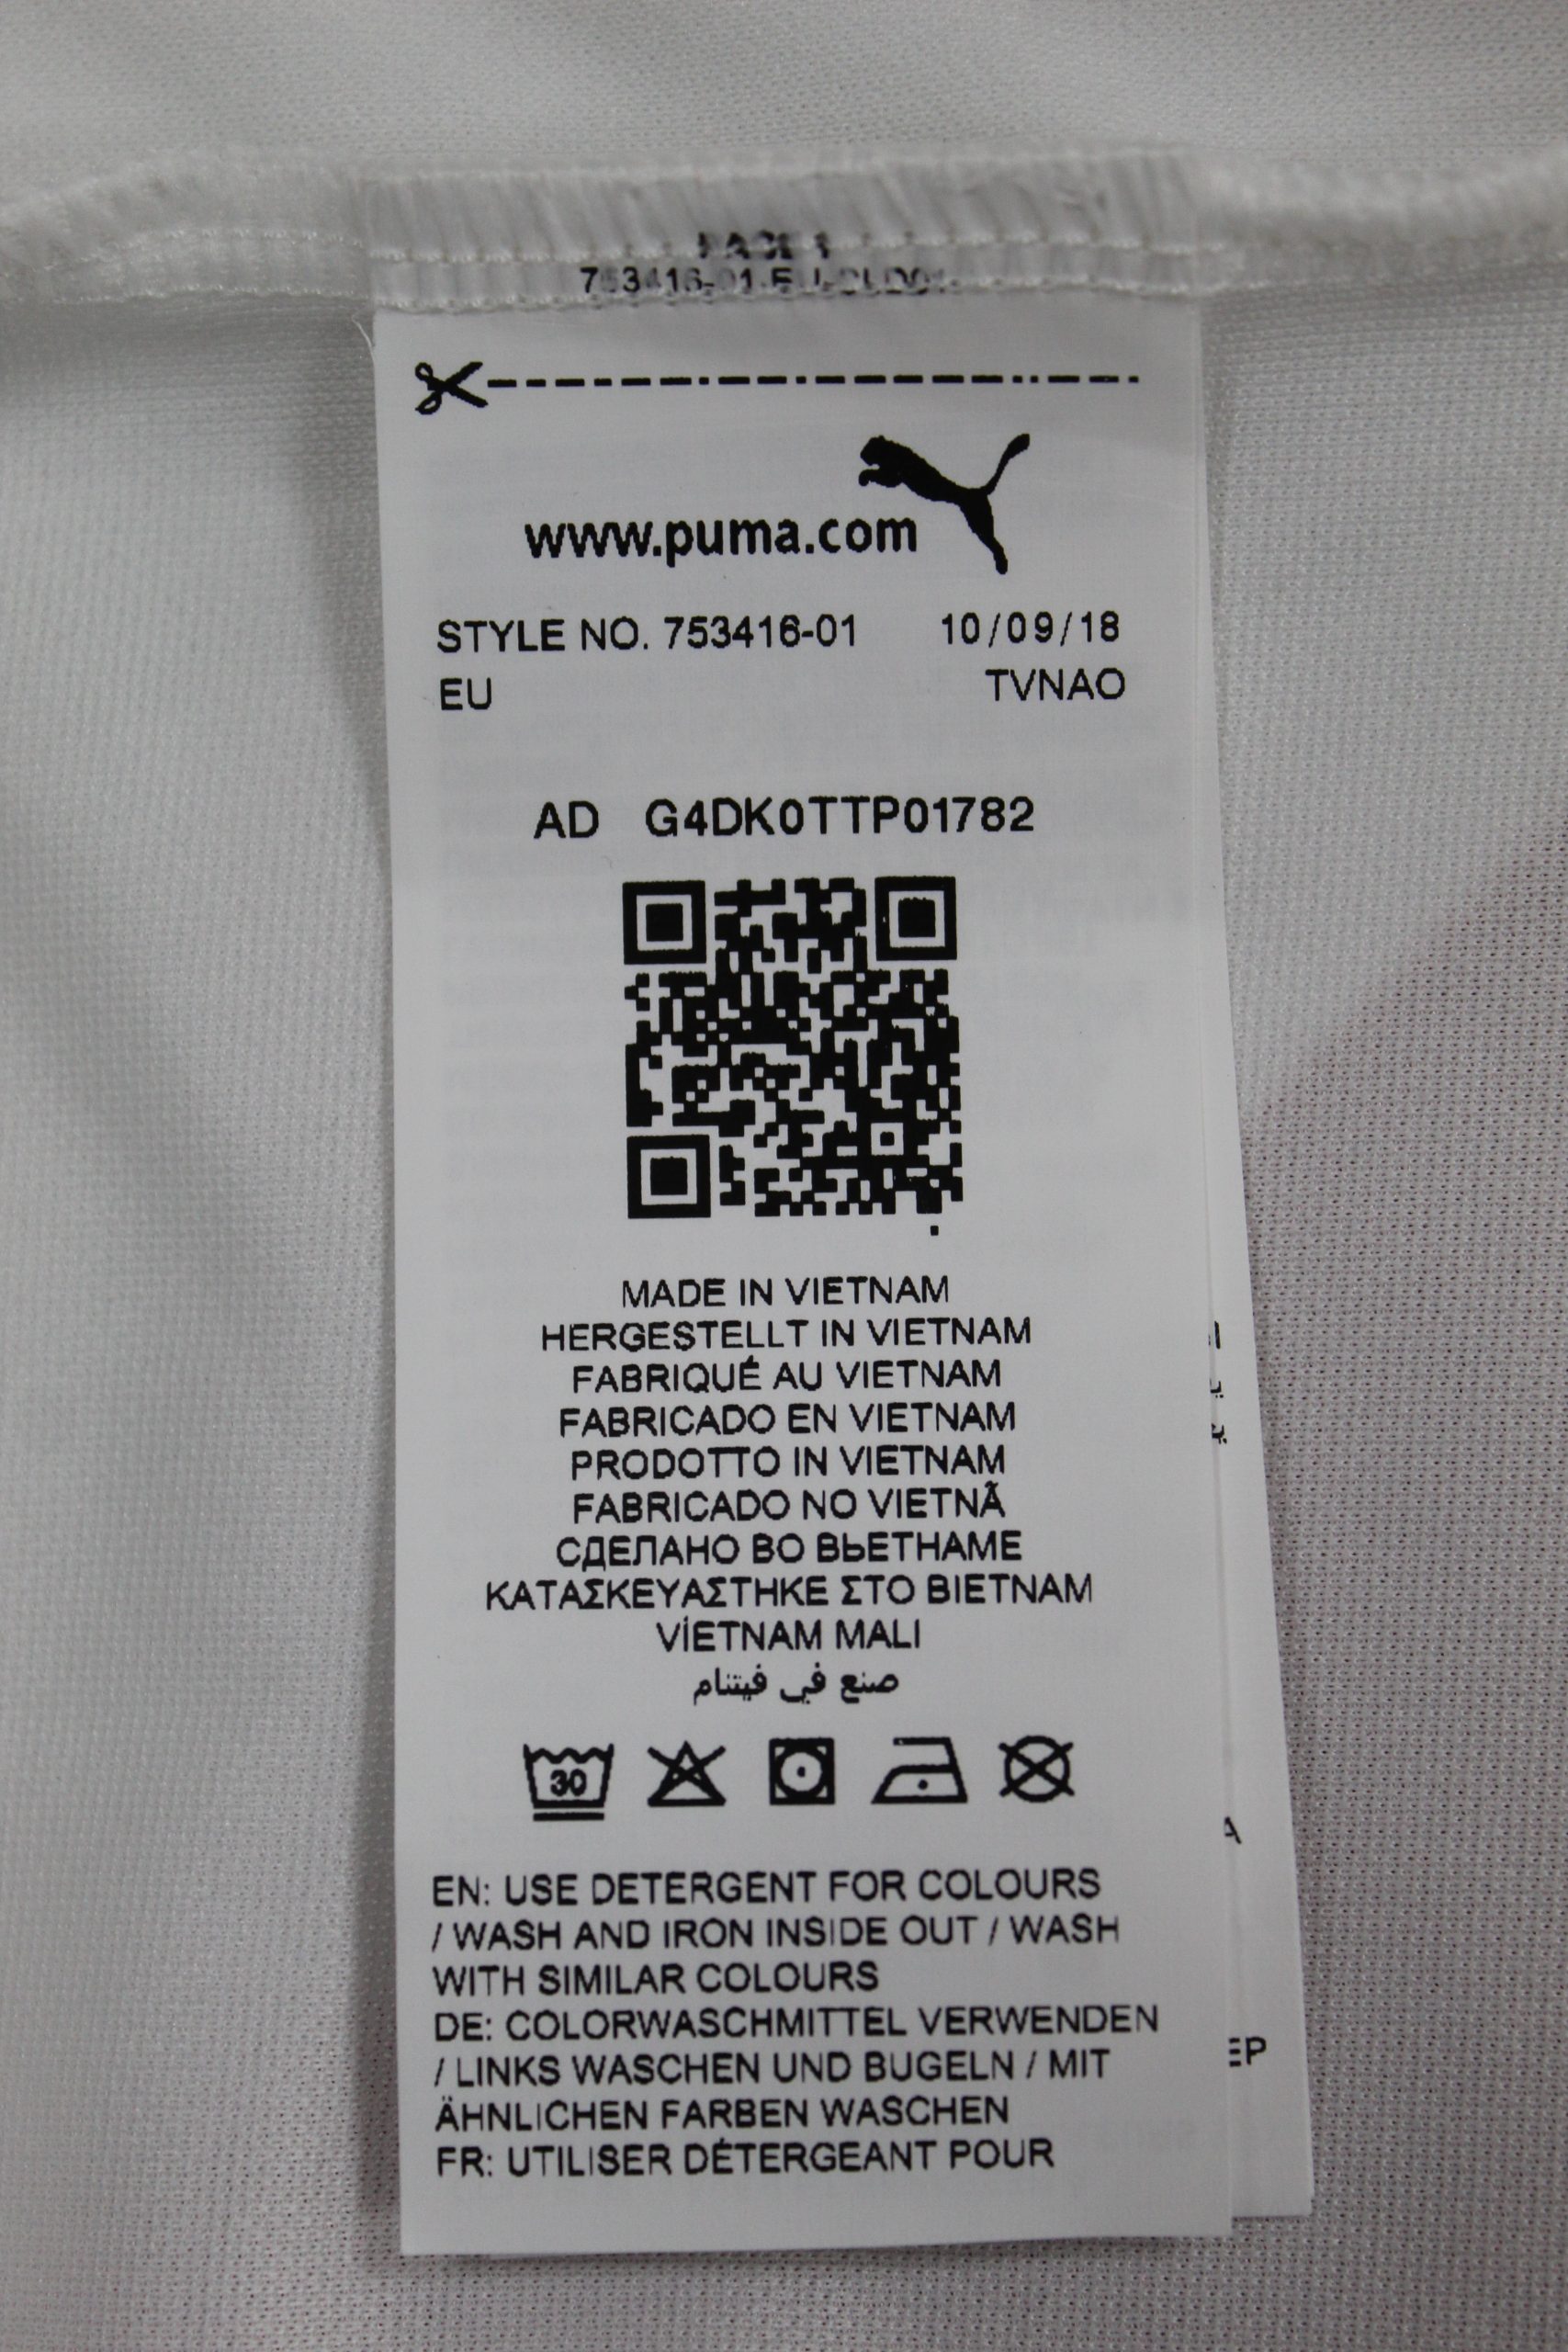 www.puma.com
STYLE NO. 753416-01 10/09/18
EU TVNAO
AD G4DK0TTP01782
MADE IN VIETNAM
HERGESTELLT IN VIETNAM
FABRIQUÉ AU VIETNAM
FABRICADO EN VIETNAM
PRODOTTO IN VIETNAM
FABRICADO NO VIETNÃ
СДЕЛАНО ВО ВЬЕТНАМЕ
ΚΑΤΑΣΚΕΥΑΣΤΗΚΕ ΣΤΟ ΒΙΕΤΝΑΜ
VİETNAM MALI
صنع في فيتنام
30
EN: USE DETERGENT FOR COLOURS
/ WASH AND IRON INSIDE OUT / WASH
WITH SIMILAR COLOURS
DE: COLORWASCHMITTEL VERWENDEN
/ LINKS WASCHEN UND BUGELN / MIT
ÄHNLICHEN FARBEN WASCHEN
FR: UTILISER DÉTERGEANT POUR